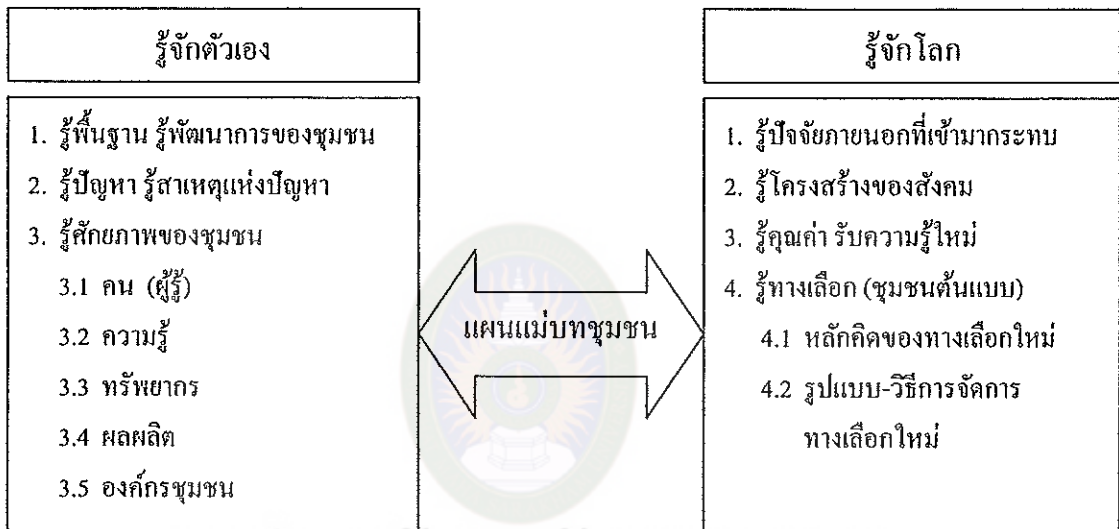 รู้จักตัวเอง
1. รู้พื้นฐาน รู้พัฒนาการของชุมชน
2. รู้ปัญหา รู้สาเหตุแห่งปัญหา
3. รู้ศักยภาพของชุมชน
3.1 คน (ผู้รู้)
3.2 ความรู้
3.3 ทรัพยากร
3.4 ผลผลิต
3.5 องค์กรชุมชน
แผนแม่บทชุมชน
รู้จักโลก
1. รู้ปัจจัยภายนอกที่เข้ามากระทบ
2. รู้โครงสร้างของสังคม
3. รู้คุณค่า รับความรู้ใหม่
4. รู้ทางเลือก (ชุมชนต้นแบบ)
4.1 หลักคิดของทางเลือกใหม่
4.2 รูปแบบ-วิธีการจัดการ
ทางเลือกใหม่